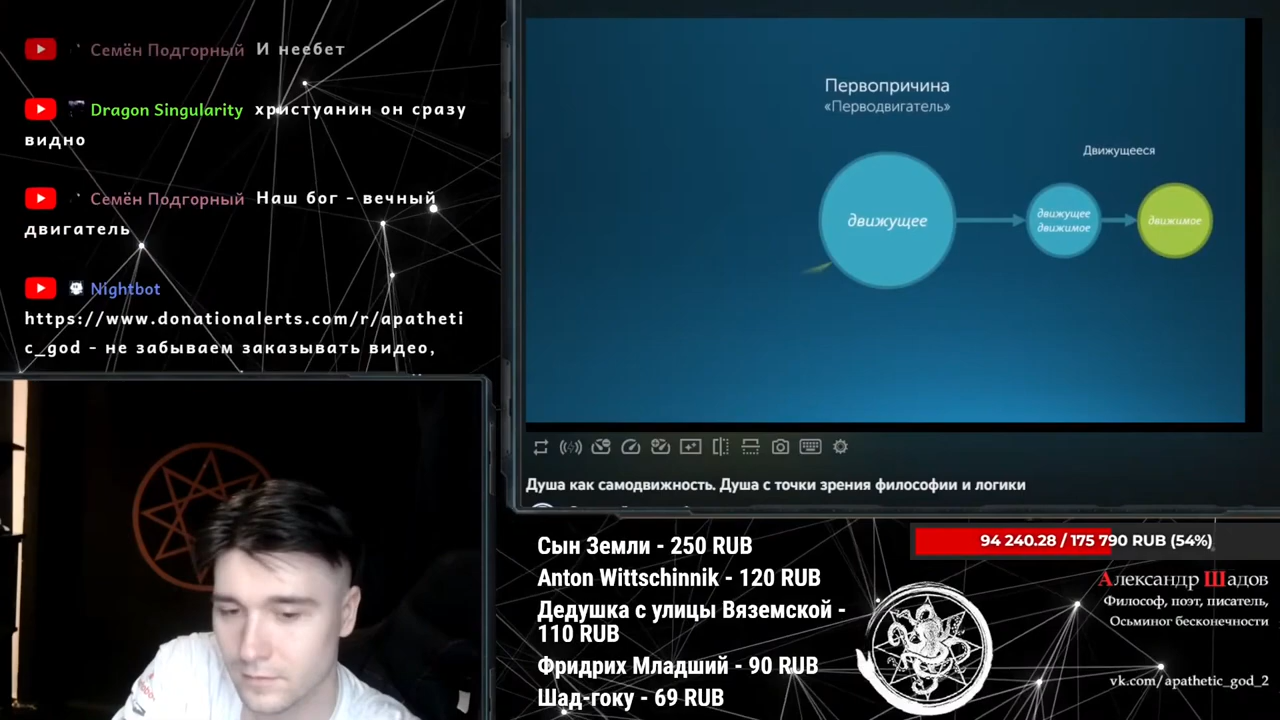 Семён Подгорный И неебет
Dragon Singularity христуанин он сразу
видно
Семён Подгорный Наш бог - вечный
двигатель
Nightbot
https://www.donationalerts.com/r/apatheti
c_god - не забываем заказывать видео,
Первопричина
«Перводвигатель»
Движущееся
движущее
движущее
движимое
движимое
Душа как самодвижность. Душа с точки зрения философии и логики
Сын Земли - 250 RUB
Anton Wittschinnik - 120 RUB
Дедушка с улицы Вяземской -
110 RUB
Фридрих Младший - 90 RUB
Шад-гоку - 69 RUB
94 240.28 / 175 790 RUB (54%)
Александр Шадов
Философ, поэт, писатель,
Осьминог бесконечности
vk.com/apathetic_god_2